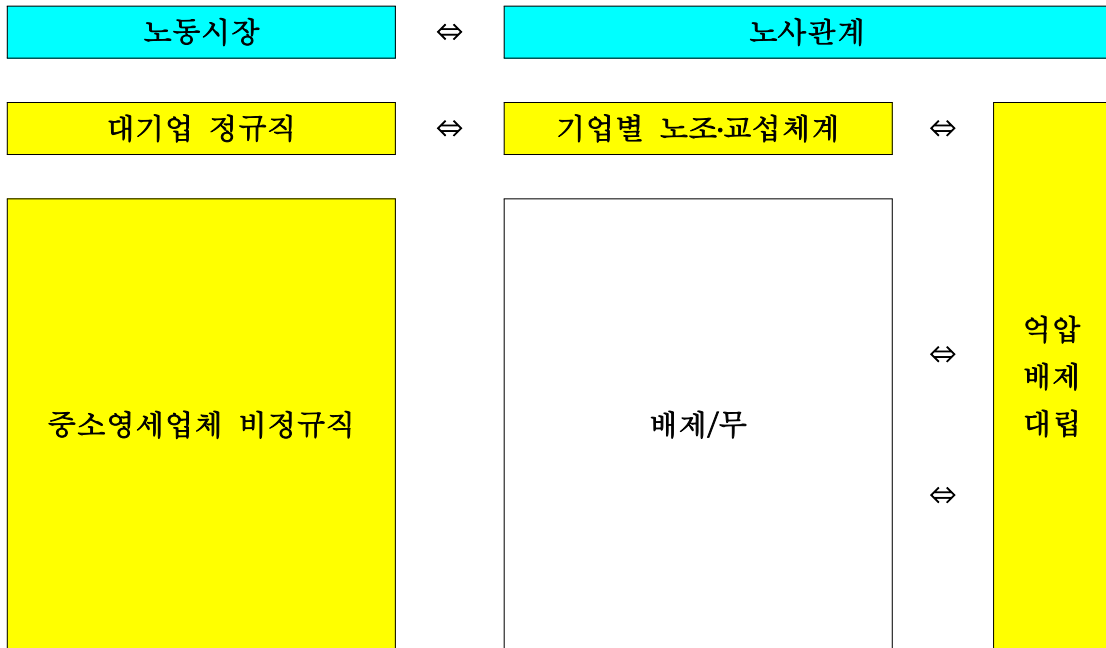 노동시장 ⇔ 노사관계
대기업 정규직 ⇔ 기업별 노조·교섭체계 ⇔
중소영세업체 비정규직
배제/무
⇔
⇔
억압
배제
대립